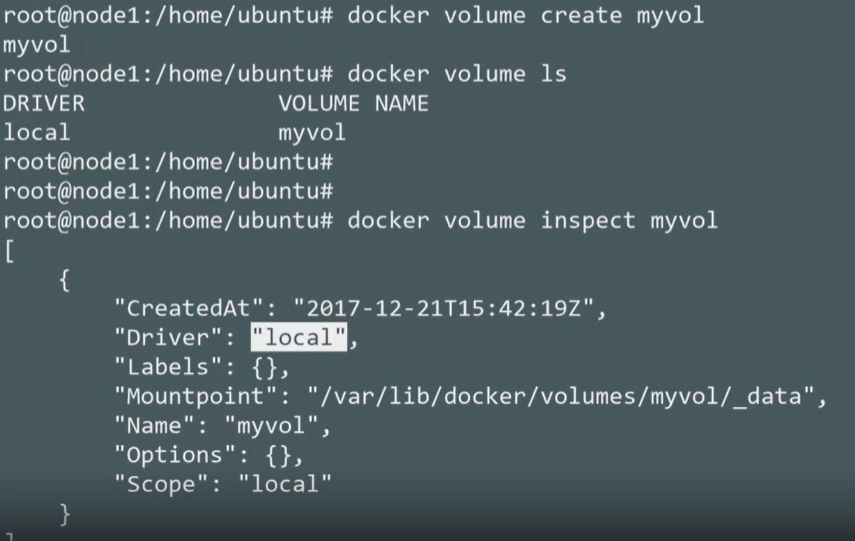 root@node1:/home/ubuntu# docker volume create myvol
myvol
root@node1:/home/ubuntu# docker volume ls
DRIVER              VOLUME NAME
local               myvol
root@node1:/home/ubuntu#
root@node1:/home/ubuntu#
root@node1:/home/ubuntu# docker volume inspect myvol
[
    {
        "CreatedAt": "2017-12-21T15:42:19Z",
        "Driver": "local",
        "Labels": {},
        "Mountpoint": "/var/lib/docker/volumes/myvol/_data",
        "Name": "myvol",
        "Options": {},
        "Scope": "local"
    }
]